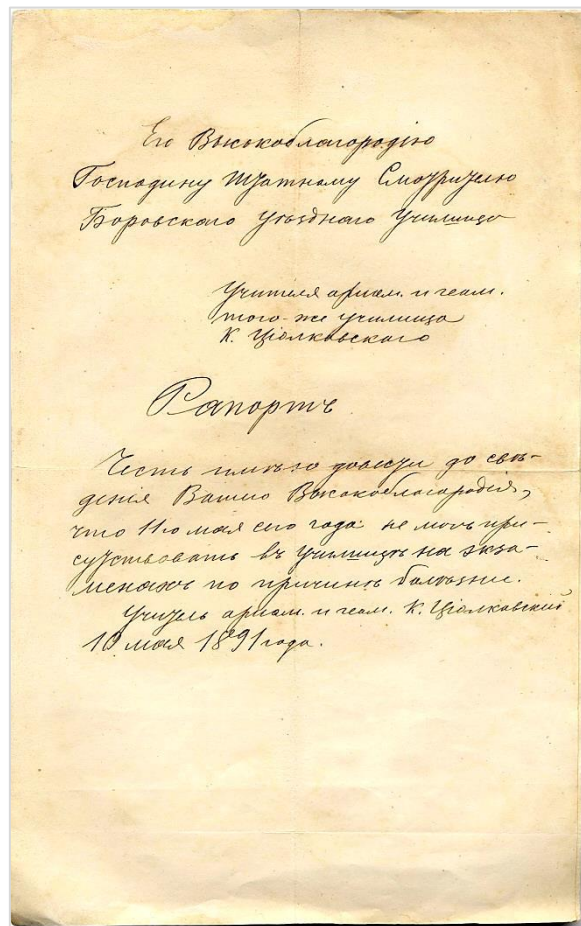 Его Высокоблагородію
Господину Штатному Смотрителю
Боровскаго уѣзднаго училища
Учителя ариѳм. и геом.
того-же училища
К. Ціолковскаго
Рапортъ
Честь имѣю довести до свѣ-
денія Вашего Высокоблагородія,
что 11го мая сего года не могъ при-
сутствовать въ училищѣ на экза-
менахъ по причинѣ болѣзни.
Учитель ариѳм. и геом. К. Ціолковскій
10 мая 1891 года.